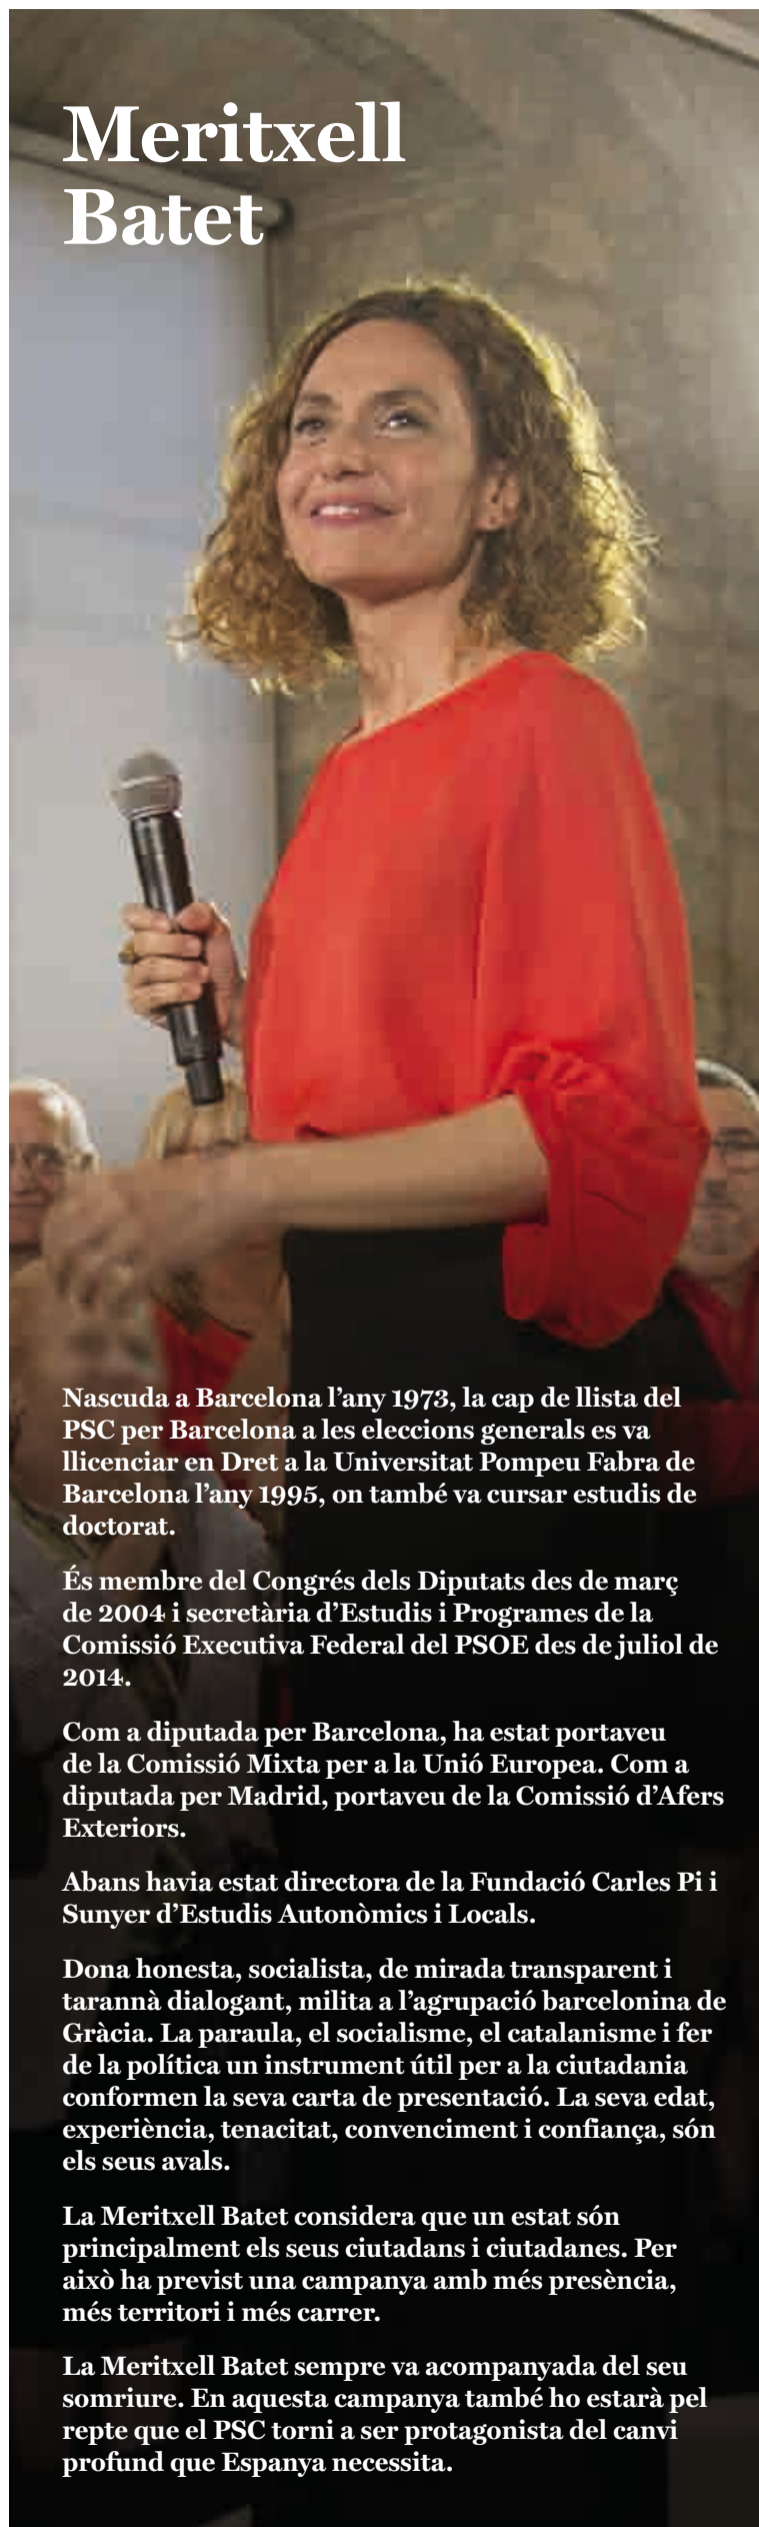 Meritxell
Batet
Nascuda a Barcelona l’any 1973, la cap de llista del
PSC per Barcelona a les eleccions generals es va
llicenciar en Dret a la Universitat Pompeu Fabra de
Barcelona l’any 1995, on també va cursar estudis de
doctorat.
És membre del Congrés dels Diputats des de març
de 2004 i secretària d’Estudis i Programes de la
Comissió Executiva Federal del PSOE des de juliol de
2014.
Com a diputada per Barcelona, ha estat portaveu
de la Comissió Mixta per a la Unió Europea. Com a
diputada per Madrid, portaveu de la Comissió d’Afers
Exteriors.
Abans havia estat directora de la Fundació Carles Pi i
Sunyer d’Estudis Autonòmics i Locals.
Dona honesta, socialista, de mirada transparent i
tarannà dialogant, milita a l’agrupació barcelonina de
Gràcia. La paraula, el socialisme, el catalanisme i fer
de la política un instrument útil per a la ciutadania
conformen la seva carta de presentació. La seva edat,
experiència, tenacitat, convenciment i confiança, són
els seus avals.
La Meritxell Batet considera que un estat són
principalment els seus ciutadans i ciutadanes. Per
això ha previst una campanya amb més presència,
més territori i més carrer.
La Meritxell Batet sempre va acompanyada del seu
somriure. En aquesta campanya també ho estarà pel
repte que el PSC torni a ser protagonista del canvi
profund que Espanya necessita.